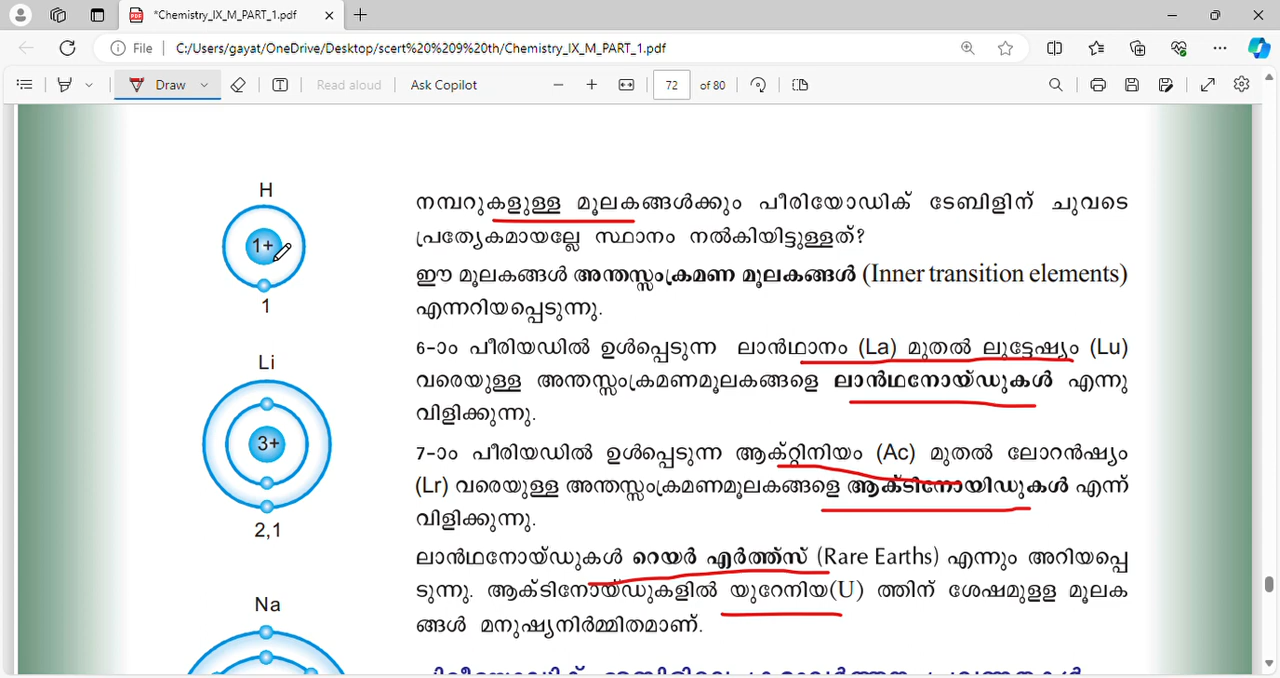 *Chemistry_IX_M_PART_1.pdf
File
C:/Users/gayat/OneDrive/Desktop/scert%20%209%20th/Chemistry_IX_M_PART_1.pdf
Draw
Read aloud
Ask Copilot
72 of 80
H
1+
1
Li
3+
2,1
Na
നമ്പറുകളുള്ള മൂലകങ്ങൾക്കും പീരിയോഡിക് ടേബിളിന് ചുവടെ
പ്രത്യേകമായല്ലേ സ്ഥാനം നൽകിയിട്ടുള്ളത്?
ഈ മൂലകങ്ങൾ അന്തസ്സംക്രമണ മൂലകങ്ങൾ (Inner transition elements)
എന്നറിയപ്പെടുന്നു.
6-ാം പീരിയഡിൽ ഉൾപ്പെടുന്ന ലാൻഥാനം (La) മുതൽ ലുട്ടേഷ്യം (Lu)
വരെയുള്ള അന്തസ്സംക്രമണമൂലകങ്ങളെ ലാൻഥനോയ്ഡുകൾ എന്നു
വിളിക്കുന്നു.
7-ാം പീരിയഡിൽ ഉൾപ്പെടുന്ന ആക്റ്റിനിയം (Ac) മുതൽ ലോറൻഷ്യം
(Lr) വരെയുള്ള അന്തസ്സംക്രമണമൂലകങ്ങളെ ആക്ടിനോയിഡുകൾ എന്ന്
വിളിക്കുന്നു.
ലാൻഥനോയ്ഡുകൾ റെയർ എർത്ത്സ് (Rare Earths) എന്നും അറിയപ്പെ
ടുന്നു. ആക്ടിനോയ്ഡുകളിൽ യുറേനിയ(U) ത്തിന് ശേഷമുളള മൂലക
ങ്ങൾ മനുഷ്യനിർമ്മിതമാണ്.